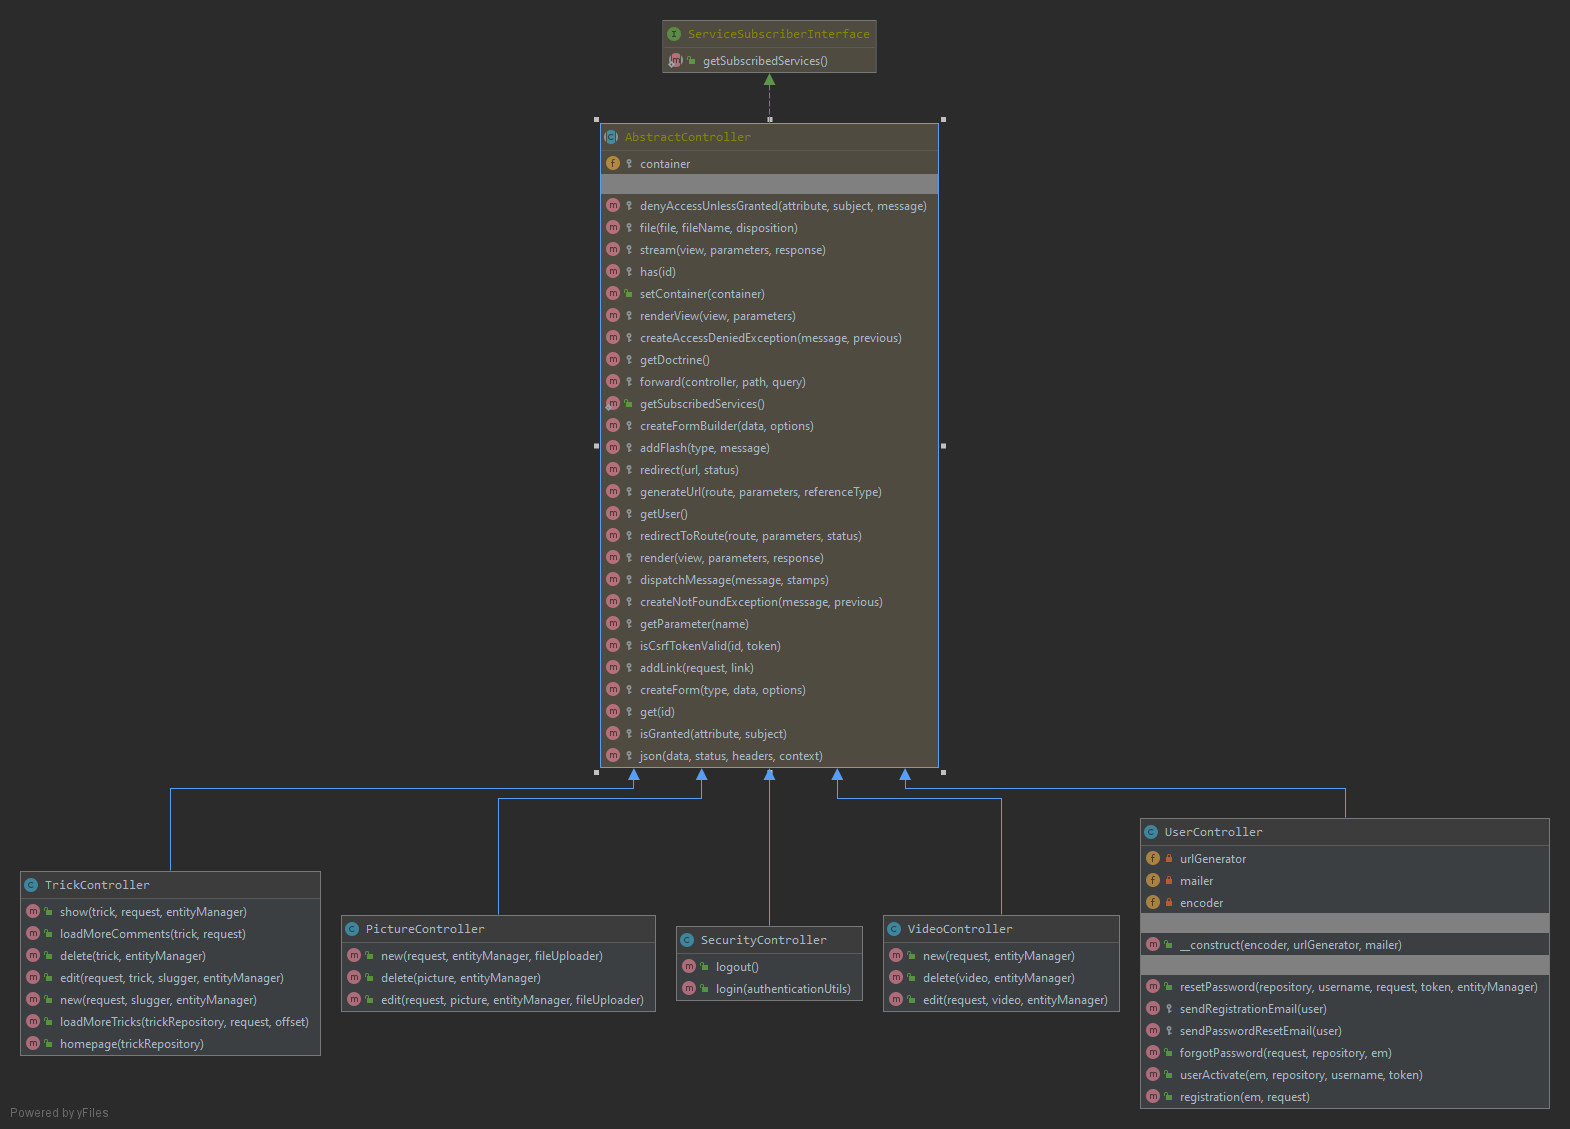 ServiceSubscriberInterface
getSubscribedServices()
AbstractController
container
denyAccessUnlessGranted(attribute, subject, message)
file(file, fileName, disposition)
stream(view, parameters, response)
has(id)
setContainer(container)
renderView(view, parameters)
createAccessDeniedException(message, previous)
getDoctrine()
forward(controller, path, query)
getSubscribedServices()
createFormBuilder(data, options)
addFlash(type, message)
redirect(url, status)
generateUrl(route, parameters, referenceType)
getUser()
redirectToRoute(route, parameters, status)
render(view, parameters, response)
dispatchMessage(message, stamps)
createNotFoundException(message, previous)
getParameter(name)
isCsrfTokenValid(id, token)
addLink(request, link)
createForm(type, data, options)
get(id)
isGranted(attribute, subject)
json(data, status, headers, context)
TrickController
show(trick, request, entityManager)
loadMoreComments(trick, request)
delete(trick, entityManager)
edit(request, trick, slugger, entityManager)
new(request, slugger, entityManager)
loadMoreTricks(trickRepository, request, offset)
homepage(trickRepository)
PictureController
new(request, entityManager, fileUploader)
delete(picture, entityManager)
edit(request, picture, entityManager, fileUploader)
SecurityController
logout()
login(authenticationUtils)
VideoController
new(request, entityManager)
delete(video, entityManager)
edit(request, video, entityManager)
UserController
urlGenerator
mailer
encoder
__construct(encoder, urlGenerator, mailer)
resetPassword(repository, username, request, token, entityManager)
sendRegistrationEmail(user)
sendPasswordResetEmail(user)
forgotPassword(request, repository, em)
userActivate(em, repository, username, token)
registration(em, request)
Powered by yFiles